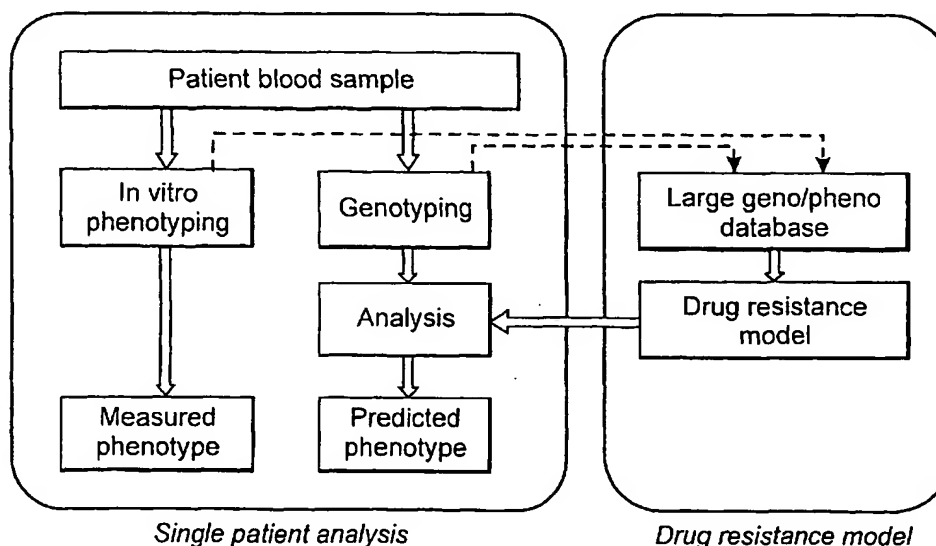 Patient blood sample
In vitro
phenotyping
Genotyping
Large geno/pheno
database
Analysis
Drug resistance
model
Measured
phenotype
Predicted
phenotype
Single patient analysis
Drug resistance model